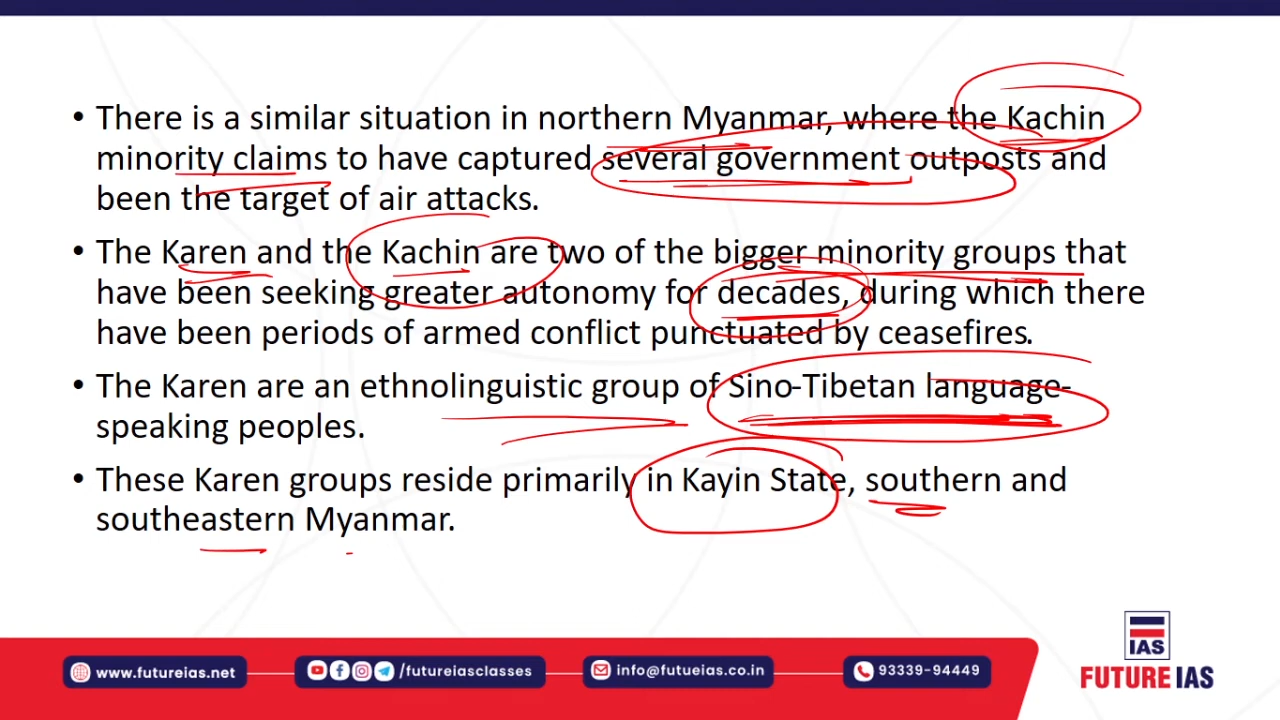 • There is a similar situation in northern Myanmar, where the Kachin
minority claims to have captured several government outposts and
been the target of air attacks.
• The Karen and the Kachin are two of the bigger minority groups that
have been seeking greater autonomy for decades, during which there
have been periods of armed conflict punctuated by ceasefires.
• The Karen are an ethnolinguistic group of Sino-Tibetan language-
speaking peoples.
• These Karen groups reside primarily in Kayin State, southern and
southeastern Myanmar.
IAS
FUTURE IAS
www.futureias.net
/futureiasclasses
info@futueias.co.in
93339-94449